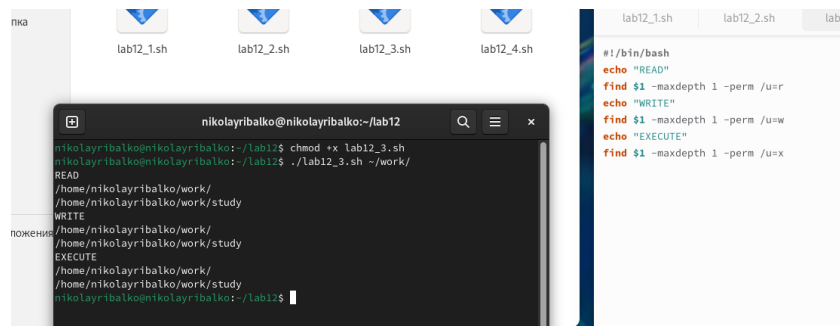 пка
lab12_1.sh
lab12_2.sh
lab12_3.sh
lab12_4.sh
ложения
nikolayribalko@nikolayribalko:~/lab12
nikolayribalko@nikolayribalko:~/lab12$ chmod +x lab12_3.sh
nikolayribalko@nikolayribalko:~/lab12$ ./lab12_3.sh ~/work/
READ
/home/nikolayribalko/work/
/home/nikolayribalko/work/study
WRITE
/home/nikolayribalko/work/
/home/nikolayribalko/work/study
EXECUTE
/home/nikolayribalko/work/
/home/nikolayribalko/work/study
nikolayribalko@nikolayribalko:~/lab12$
lab12_1.sh
lab12_2.sh
lab
#!/bin/bash
echo "READ"
find $1 -maxdepth 1 -perm /u=r
echo "WRITE"
find $1 -maxdepth 1 -perm /u=w
echo "EXECUTE"
find $1 -maxdepth 1 -perm /u=x